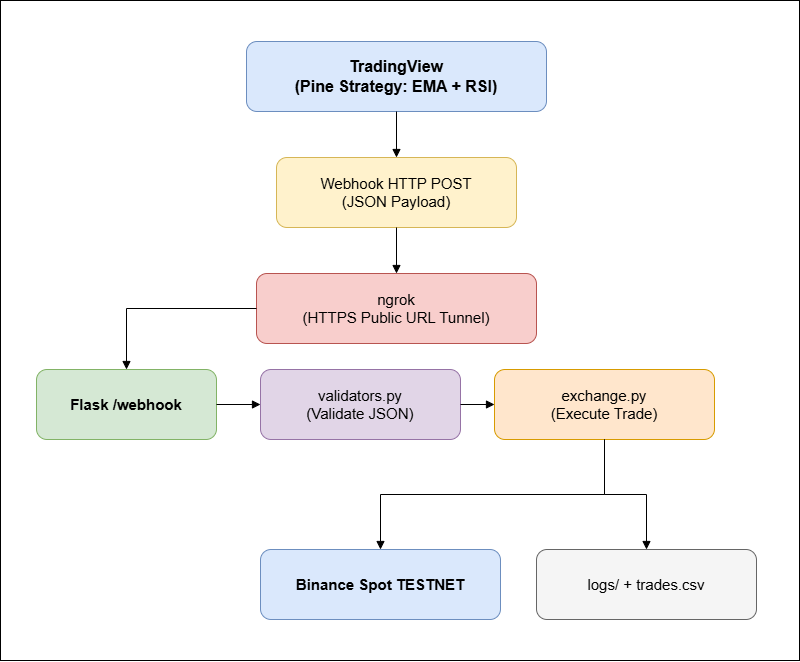 TradingView
(Pine Strategy: EMA + RSI)
Webhook HTTP POST
(JSON Payload)
ngrok
(HTTPS Public URL Tunnel)
Flask /webhook
validators.py
(Validate JSON)
exchange.py
(Execute Trade)
Binance Spot TESTNET
logs/ + trades.csv